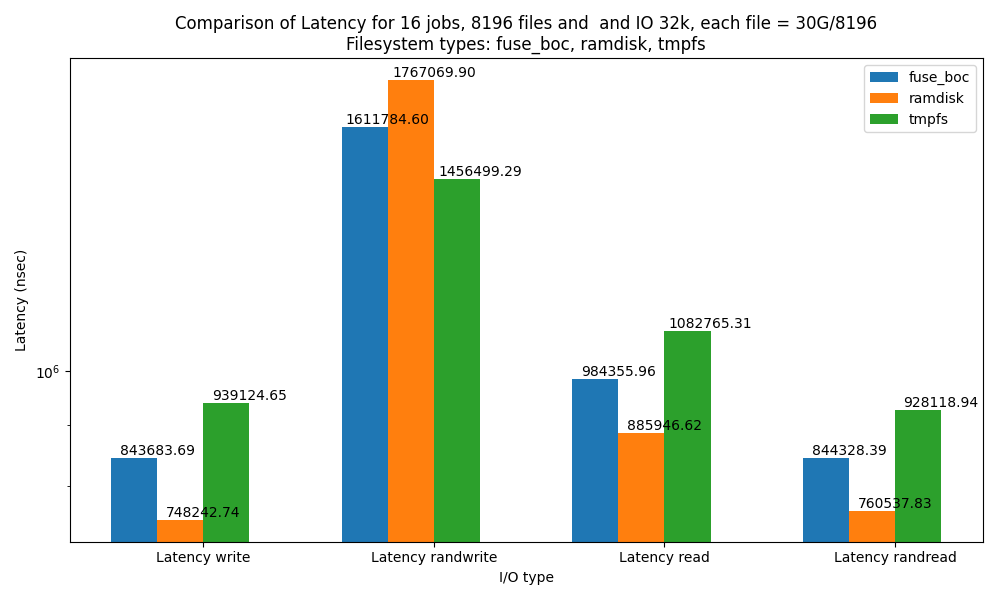 Comparison of Latency for 16 jobs, 8196 files and  and IO 32k, each file = 30G/8196
Filesystem types: fuse_boc, ramdisk, tmpfs
fuse_boc
ramdisk
tmpfs
Latency (nsec)
10^6
843683.69
748242.74
939124.65
1611784.60
1767069.90
1456499.29
984355.96
885946.62
1082765.31
844328.39
760537.83
928118.94
Latency write
Latency randwrite
Latency read
Latency randread
I/O type